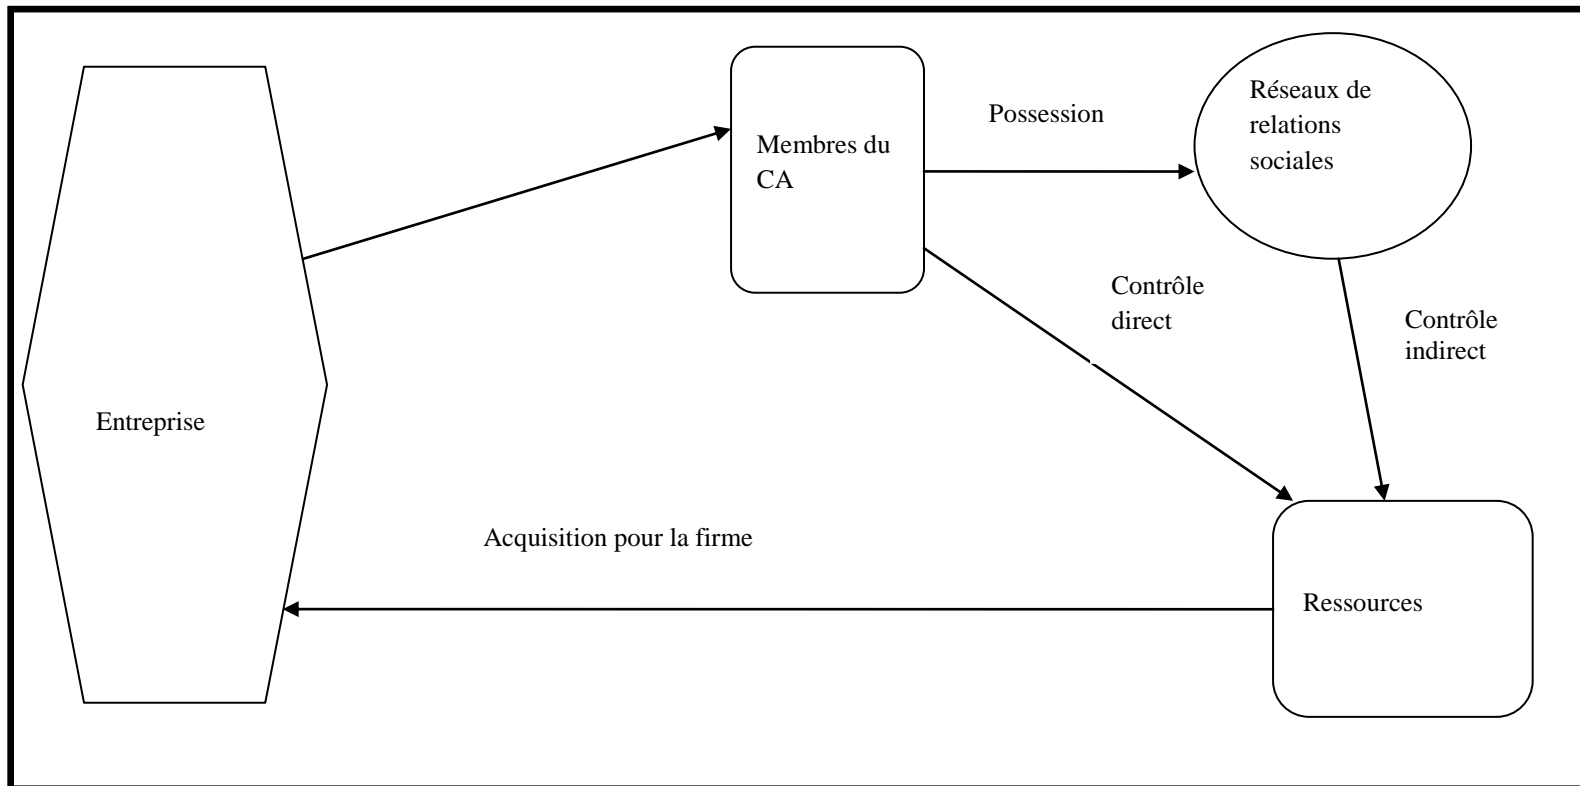 Entreprise
Membres du
CA
Possession
Réseaux de
relations
sociales
Contrôle
direct
Contrôle
indirect
Acquisition pour la firme
Ressources